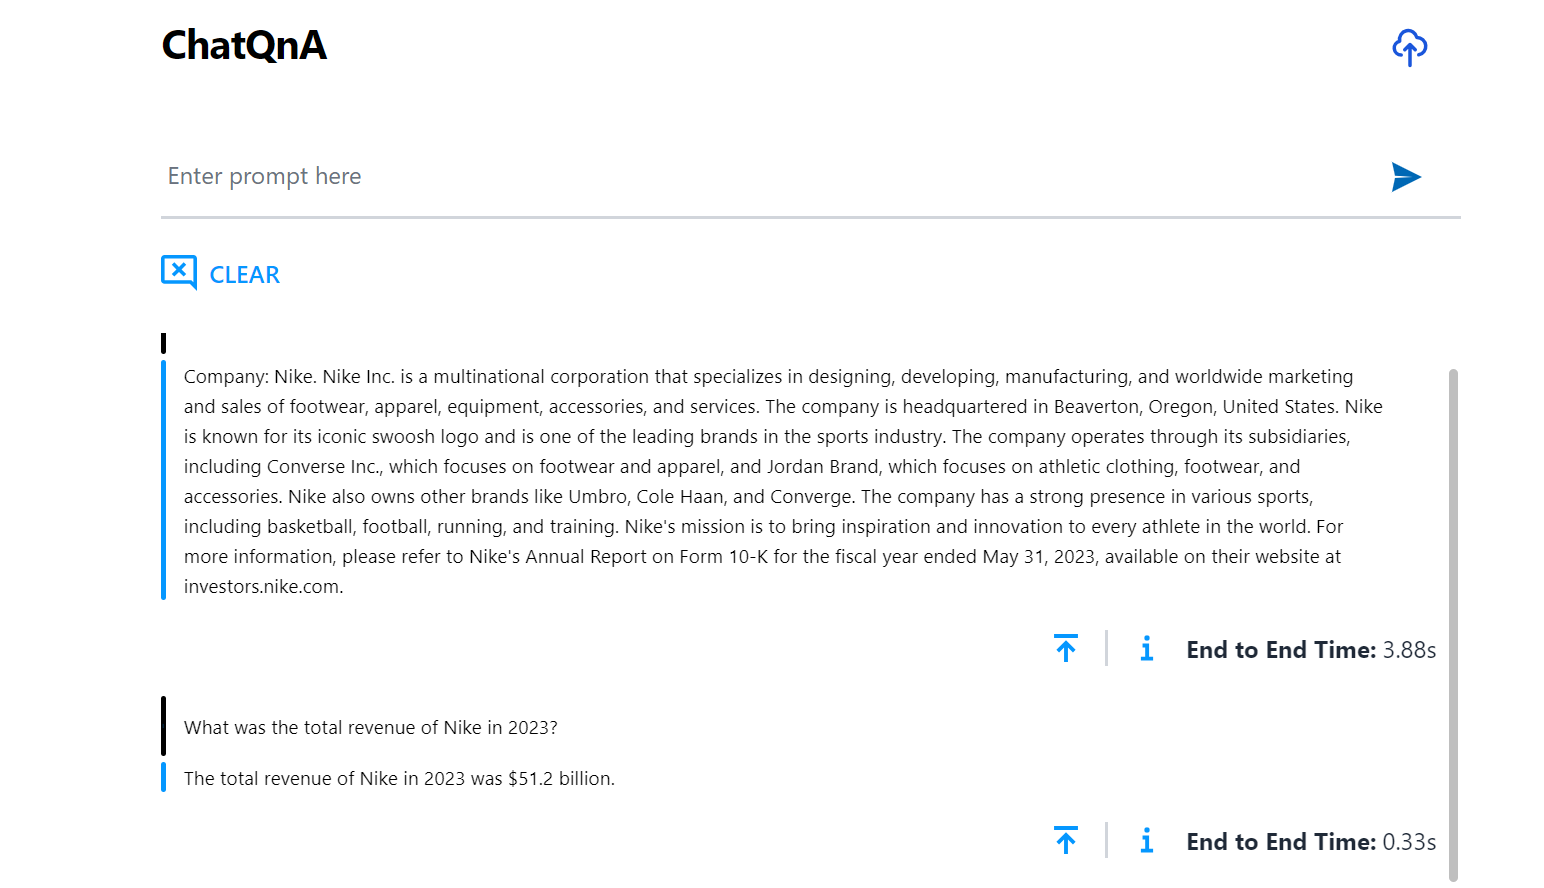 ChatQnA
Enter prompt here
CLEAR
Company: Nike. Nike Inc. is a multinational corporation that specializes in designing, developing, manufacturing, and worldwide marketing
and sales of footwear, apparel, equipment, accessories, and services. The company is headquartered in Beaverton, Oregon, United States. Nike
is known for its iconic swoosh logo and is one of the leading brands in the sports industry. The company operates through its subsidiaries,
including Converse Inc., which focuses on footwear and apparel, and Jordan Brand, which focuses on athletic clothing, footwear, and
accessories. Nike also owns other brands like Umbro, Cole Haan, and Converge. The company has a strong presence in various sports,
including basketball, football, running, and training. Nike's mission is to bring inspiration and innovation to every athlete in the world. For
more information, please refer to Nike's Annual Report on Form 10-K for the fiscal year ended May 31, 2023, available on their website at
investors.nike.com.
End to End Time: 3.88s
What was the total revenue of Nike in 2023?
The total revenue of Nike in 2023 was $51.2 billion.
End to End Time: 0.33s